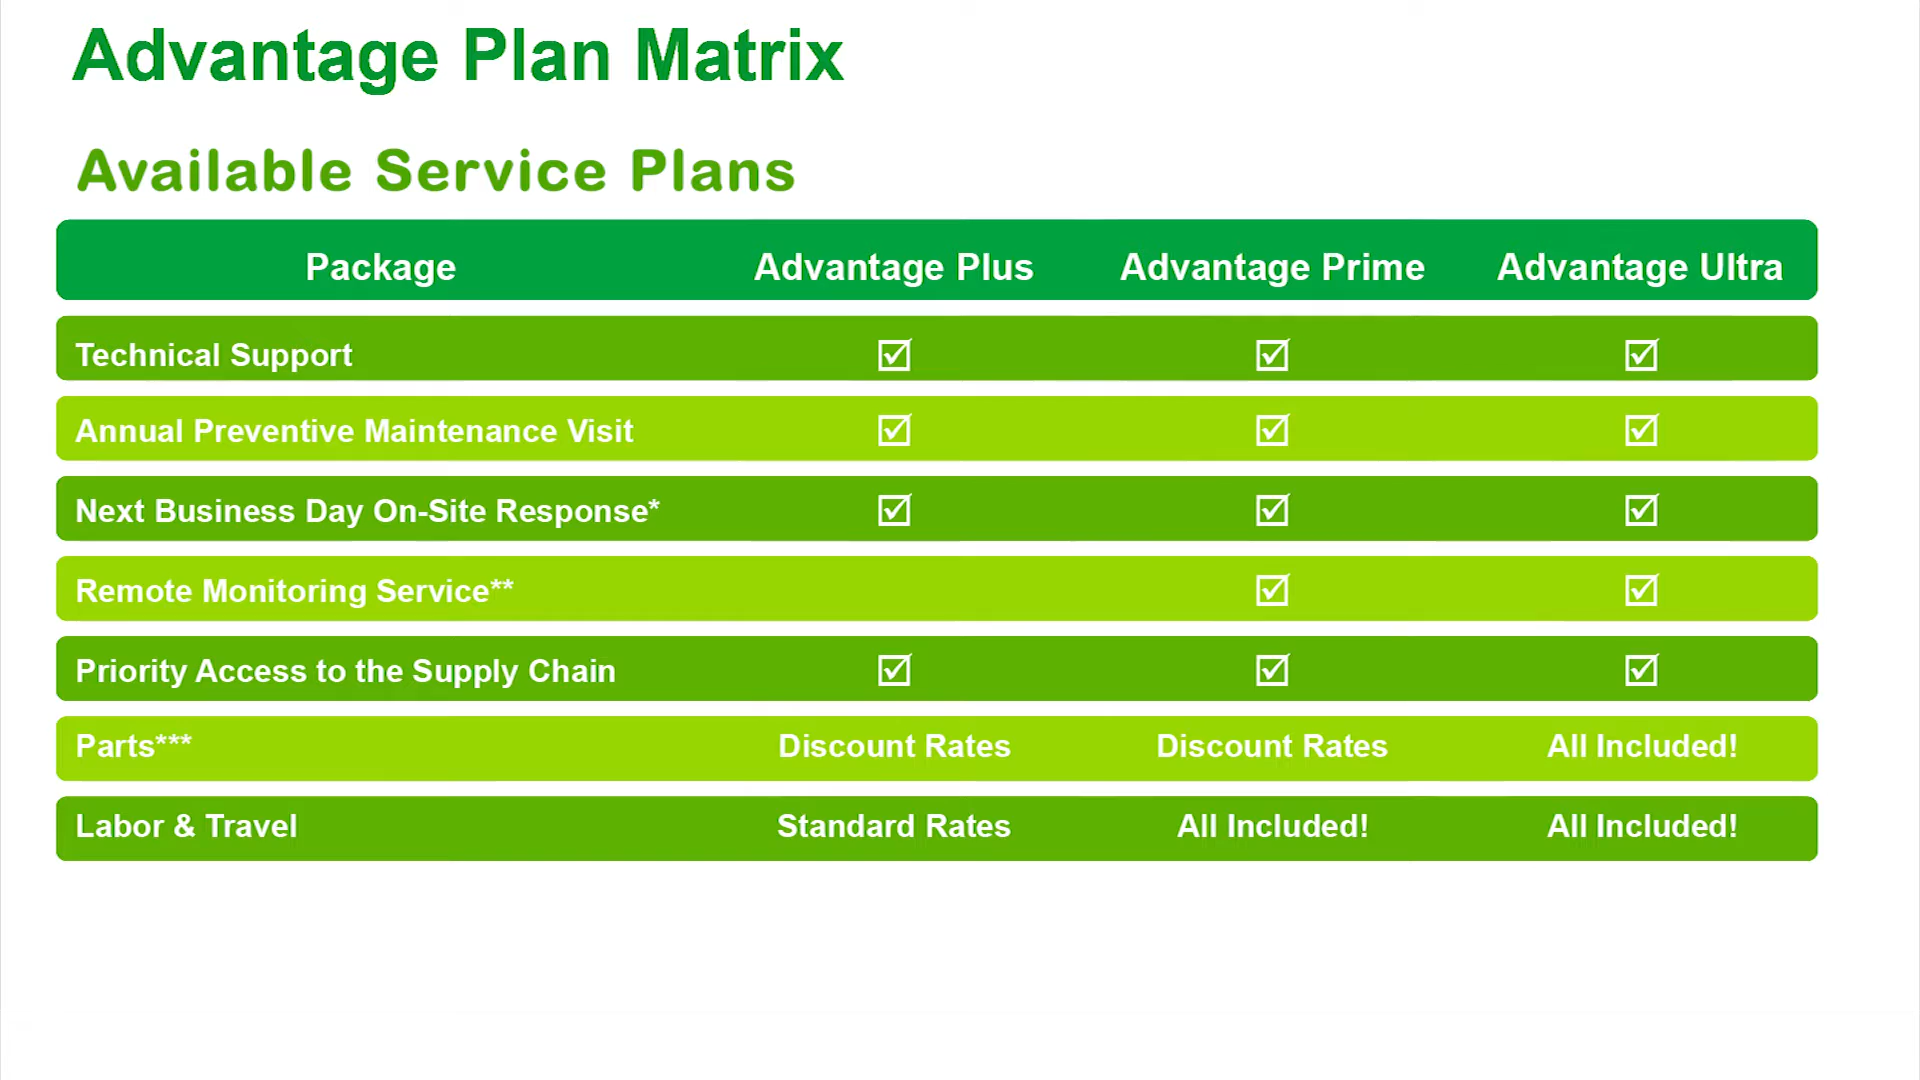 Advantage Plan Matrix
Available Service Plans
Package Advantage Plus Advantage Prime Advantage Ultra
Technical Support ☑ ☑ ☑
Annual Preventive Maintenance Visit ☑ ☑ ☑
Next Business Day On-Site Response* ☑ ☑ ☑
Remote Monitoring Service** ☑ ☑
Priority Access to the Supply Chain ☑ ☑ ☑
Parts*** Discount Rates Discount Rates All Included!
Labor & Travel Standard Rates All Included! All Included!